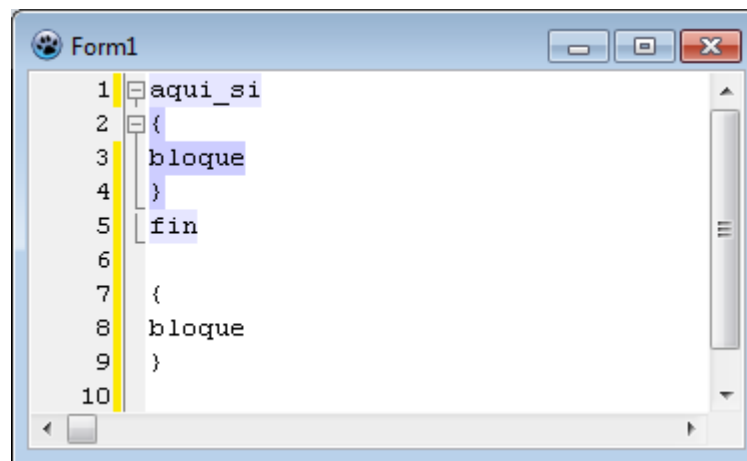 Form1
1 aqui_si
2 {
3 bloque
4 }
5 fin
6
7 {
8 bloque
9 }
10